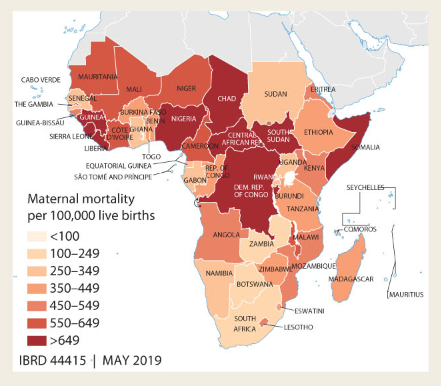 CABO VERDE
MAURITANIA
MALI
NIGER
CHAD
SUDAN
ERITREA
SENEGAL
THE GAMBIA
GUINEA-BISSAU
GUINEA
BURKINA FASO
BENIN
NIGERIA
SIERRA LEONE
CÔTE
D'IVOIRE
GHANA
LIBERIA
TOGO
CAMEROON
CENTRAL
AFRICAN REP.
SOUTH
SUDAN
ETHIOPIA
SOMALIA
EQUATORIAL GUINEA
SÃO TOMÉ AND PRÍNCIPE
GABON
REP. OF
CONGO
DEM. REP.
OF CONGO
UGANDA
KENYA
RWANDA
BURUNDI
TANZANIA
SEYCHELLES
COMOROS
ANGOLA
ZAMBIA
MALAWI
MOZAMBIQUE
ZIMBABWE
MADAGASCAR
MAURITIUS
NAMIBIA
BOTSWANA
ESWATINI
SOUTH
AFRICA
LESOTHO
Maternal mortality
per 100,000 live births
<100
100–249
250–349
350–449
450–549
550–649
>649
IBRD 44415 | MAY 2019